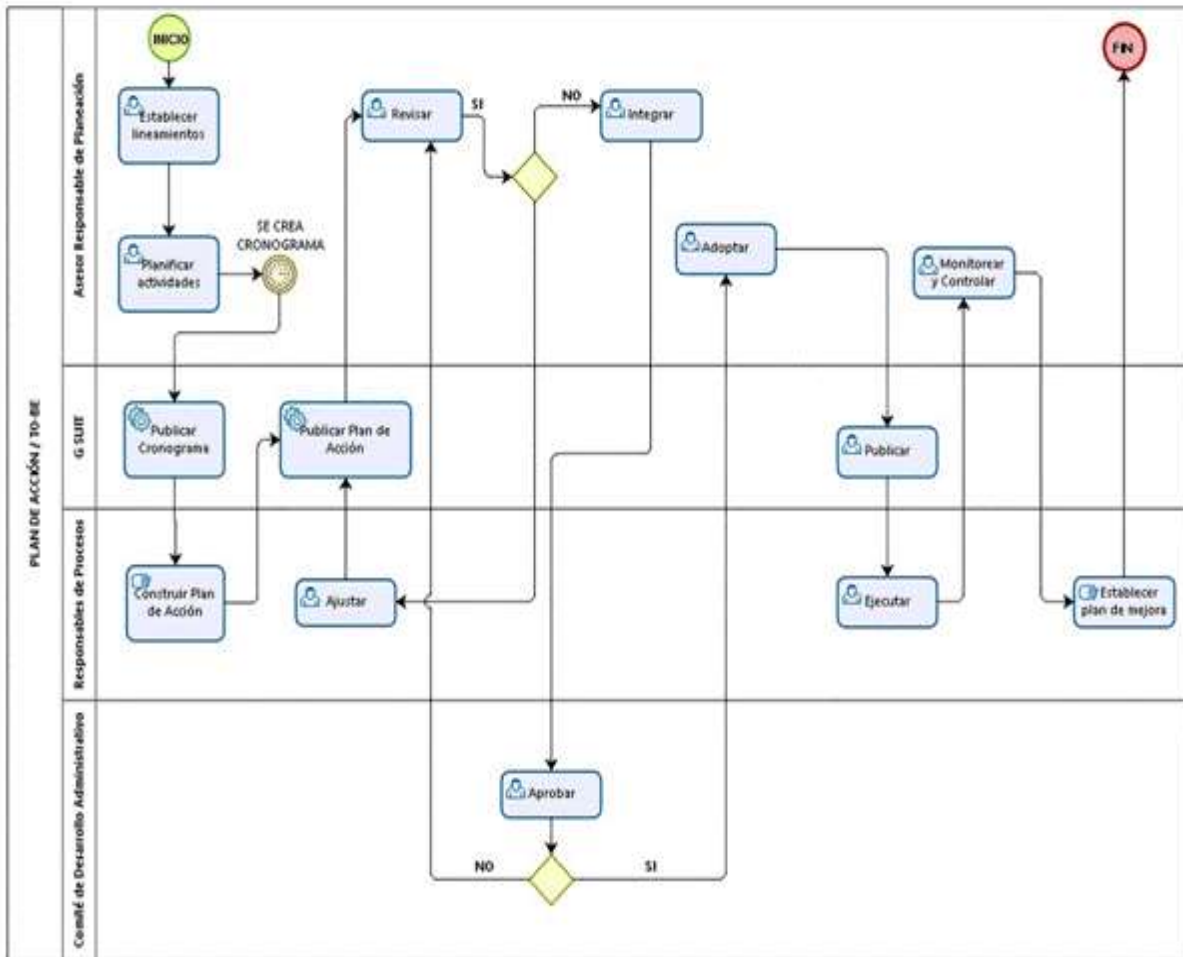 PLAN DE ACCIÓN / TO-BE
Asesor Responsable de Planeación
INICIO
Establecer
lineamientos
Planificar
actividades
SE CREA
CRONOGRAMA
Revisar
SI
NO
Integrar
Adoptar
Monitorear
y Controlar
FIN
G SUIT
Publicar
Cronograma
Publicar Plan de
Acción
Publicar
Responsables de Procesos
Construir Plan
de Acción
Ajustar
Ejecutar
Establecer
plan de mejora
Comité de Desarrollo Administrativo
Aprobar
NO
SI